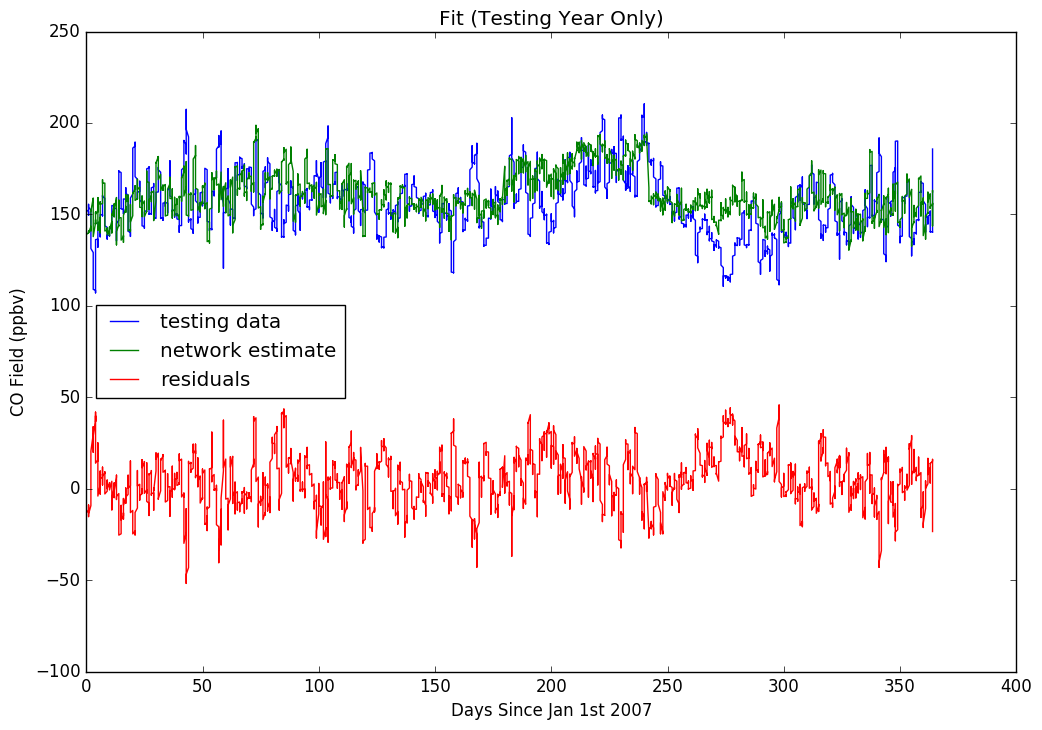 Fit (Testing Year Only)
250
200
150
100
50
0
−50
−100
CO Field (ppbv)
testing data
network estimate
residuals
0 50 100 150 200 250 300 350 400
Days Since Jan 1st 2007